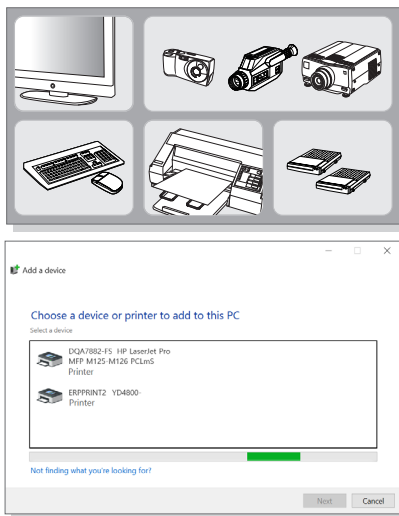 Add a device
Choose a device or printer to add to this PC
Select a device
DQA7882-F5 HP LaserJet Pro
MFP M125-M126 PCLmS
Printer
ERPPRINT2 YD4800-
Printer
Not finding what you're looking for?
Next Cancel